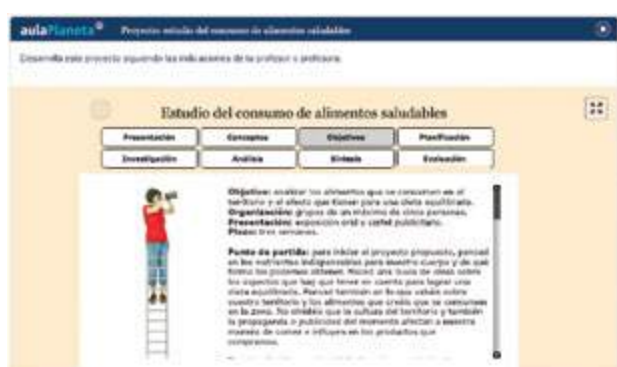 aulaPlaneta Proyecto: estudio del consumo de alimentos saludables
Desarrolla este proyecto siguiendo las indicaciones de tu profesor o profesora.
Estudio del consumo de alimentos saludables
Presentación Conceptos Objetivos Planificación
Investigación Análisis Síntesis Evaluación
Objetivo: analizar los alimentos que se consumen en el
territorio y el efecto que tienen para una dieta equilibrada.
Organización: grupos de un máximo de cinco personas.
Presentación: exposición oral y cartel publicitario.
Plazo: tres semanas.
Punto de partida: para iniciar el proyecto propuesto, pensad
en los nutrientes indispensables para nuestro cuerpo y de qué
forma los podemos obtener. Haced una lluvia de ideas sobre
los aspectos que hay que tener en cuenta para lograr una
dieta equilibrada. Pensad también en lo que sabéis sobre
vuestro territorio y los alimentos que creéis que se consumen
en la zona. No olvidéis que la cultura del territorio y también
la propaganda o publicidad del momento afectan a nuestra
manera de comer e influyen en los productos que
compramos.